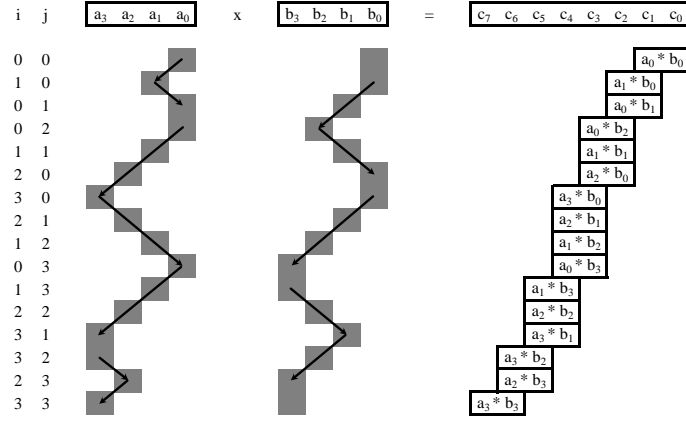 i j a₃ a₂ a₁ a₀ x b₃ b₂ b₁ b₀ = c₇ c₆ c₅ c₄ c₃ c₂ c₁ c₀
0 0 a₀ * b₀
1 0 a₁ * b₀
0 1 a₀ * b₁
0 2 a₀ * b₂
1 1 a₁ * b₁
2 0 a₂ * b₀
3 0 a₃ * b₀
2 1 a₂ * b₁
1 2 a₁ * b₂
0 3 a₀ * b₃
1 3 a₁ * b₃
2 2 a₂ * b₂
3 1 a₃ * b₁
3 2 a₃ * b₂
2 3 a₂ * b₃
3 3 a₃ * b₃